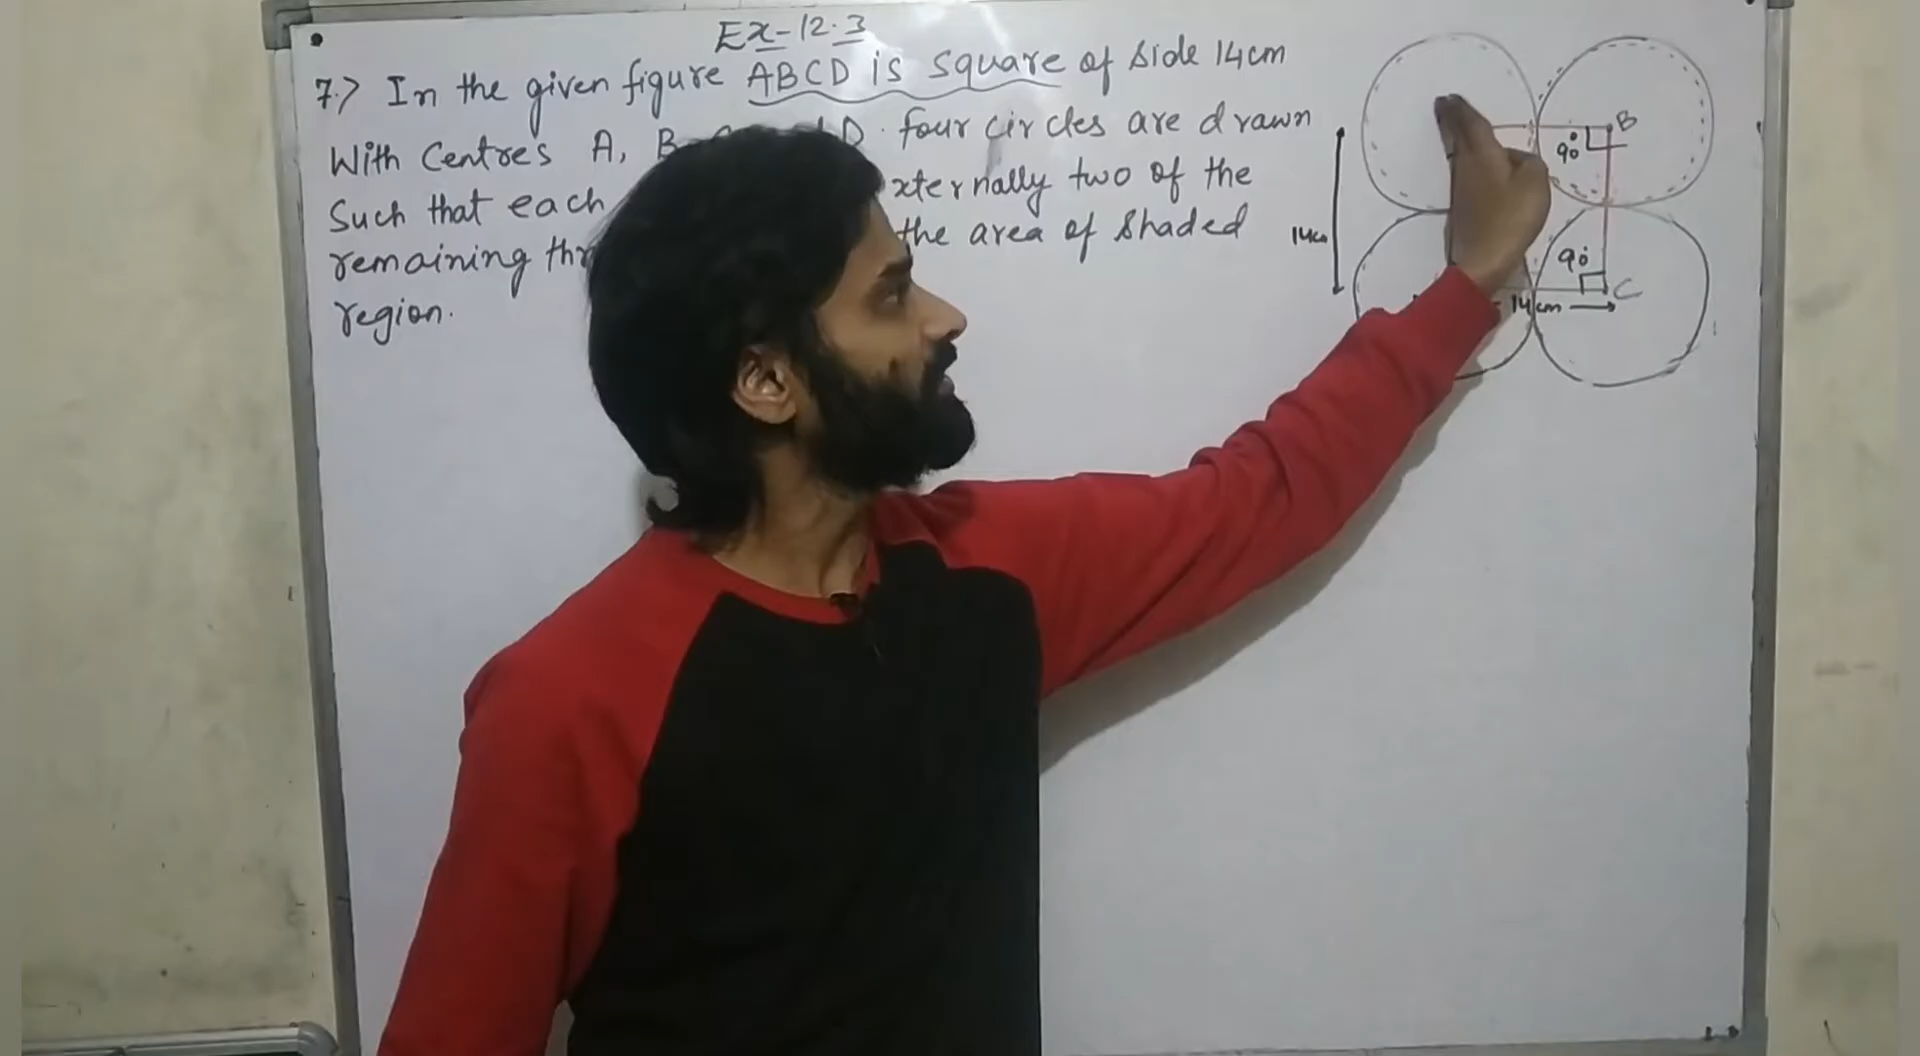 Ex-12.3
7.) In the given figure ABCD is square of side 14cm
With Centres A, B D. four circles are drawn
Such that each xternally two of the
remaining thr the area of shaded
region.
B
90°
14cm
90°
C
14cm